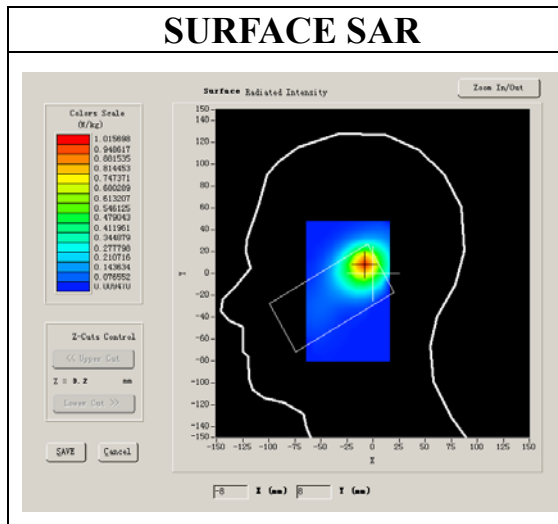 SURFACE SAR
Surface Radiated Intensity
Zoom In/Out
Colors Scale
(W/kg)
1.015698
0.948617
0.881535
0.814453
0.747371
0.680289
0.613207
0.546125
0.479043
0.411961
0.344879
0.277798
0.210716
0.143634
0.076552
0.009470
Z-Cuts Control
<< Upper Cut
Z = 0.2 mm
Lower Cut >>
SAVE
Cancel
150
140
120
100
80
60
40
20
0
-20
-40
-60
-80
-100
-120
-140
-150
Y
-150 -125 -100 -75 -50 -25 0 25 50 75 100 125 150
X
-8 X (mm) 8 Y (mm)